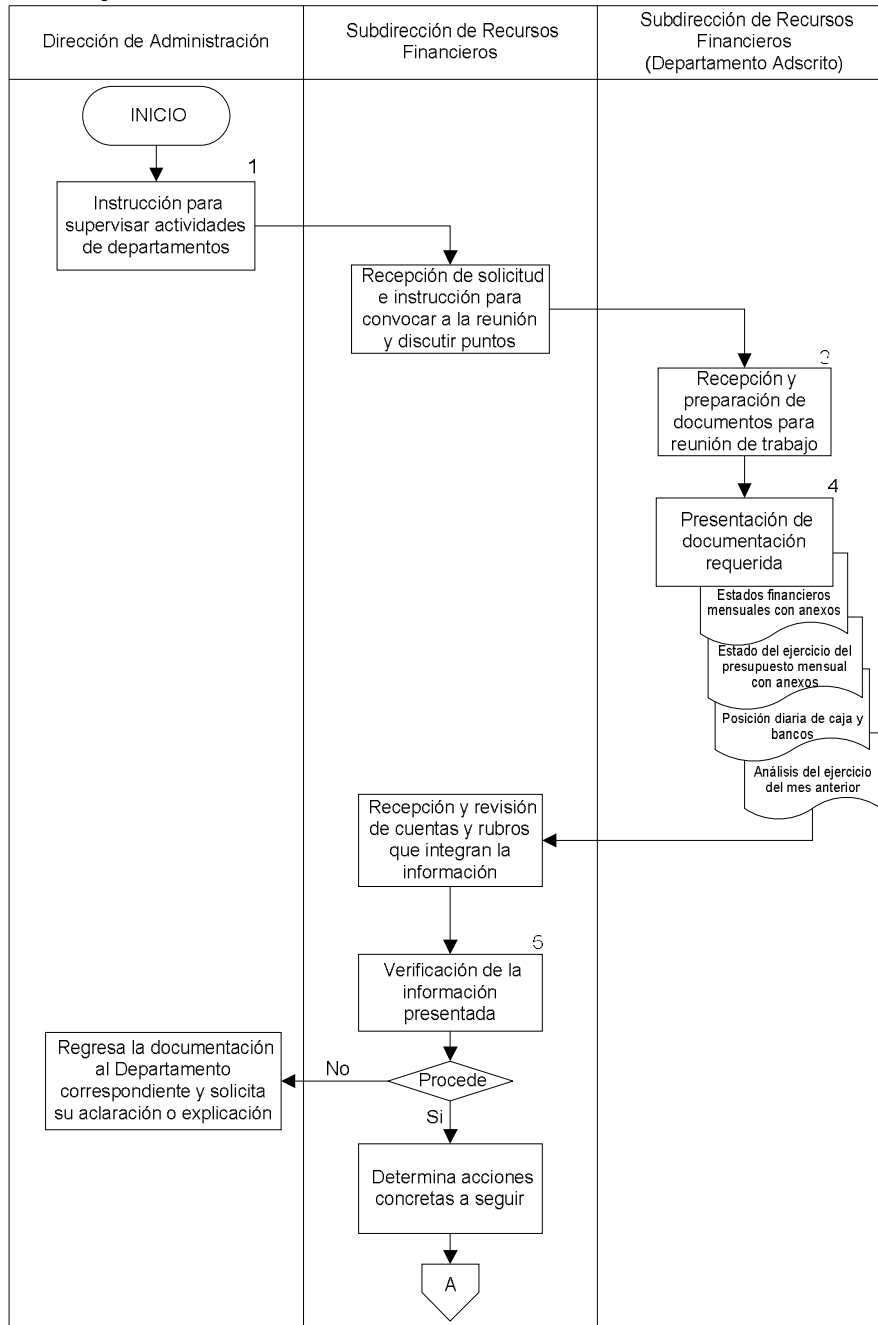 Dirección de Administración
Subdirección de Recursos
Financieros
Subdirección de Recursos
Financieros
(Departamento Adscrito)
INICIO
1
Instrucción para
supervisar actividades
de departamentos
Recepción de solicitud
e instrucción para
convocar a la reunión
y discutir puntos
Recepción y
preparación de
documentos para
reunión de trabajo
4
Presentación de
documentación
requerida
Estados financieros
mensuales con anexos
Estado del ejercicio del
presupuesto mensual
con anexos
Posición diaria de caja y
bancos
Análisis del ejercicio
del mes anterior
Recepción y revisión
de cuentas y rubros
que integran la
información
Verificación de la
información
presentada
Regresa la documentación
al Departamento
correspondiente y solicita
su aclaración o explicación
No
Procede
Si
Determina acciones
concretas a seguir
A